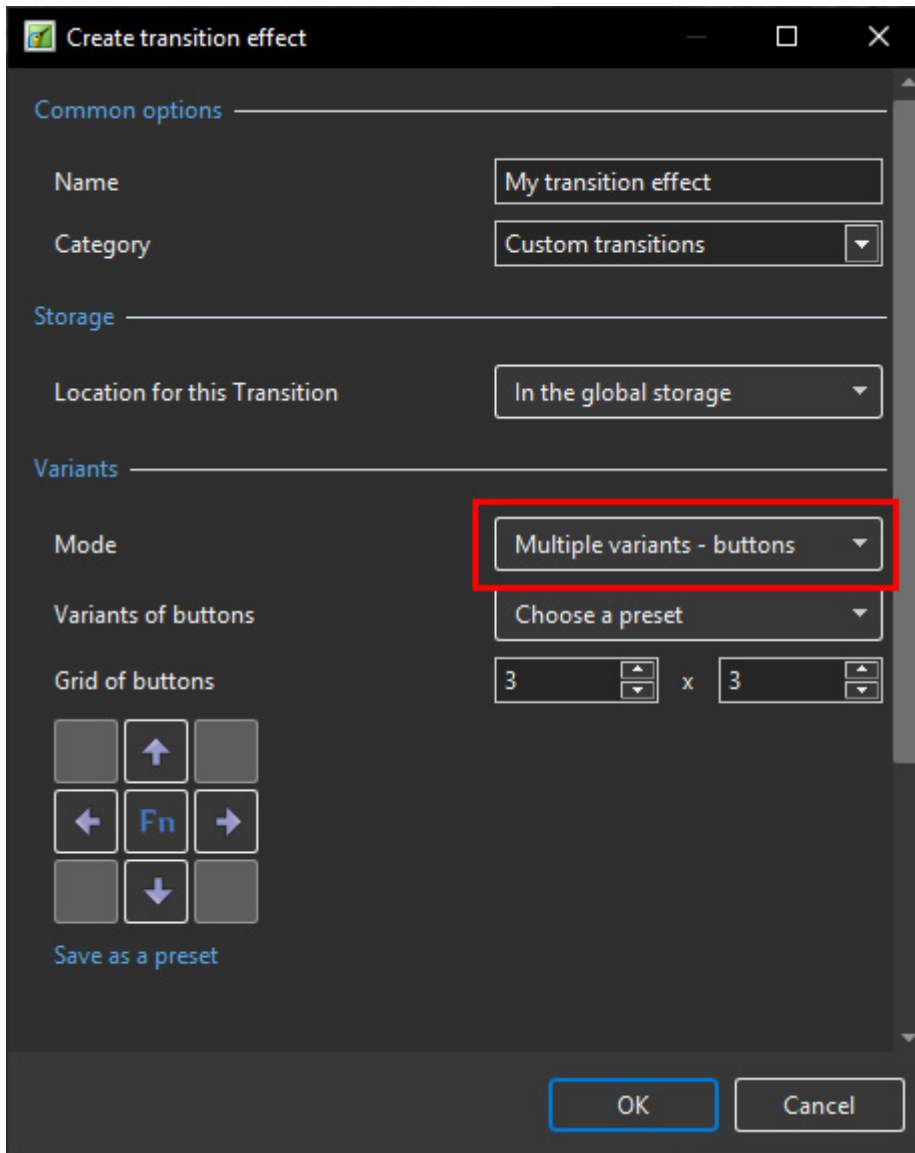 Create transition effect
Common options
Name My transition effect
Category Custom transitions
Storage
Location for this Transition In the global storage
Variants
Mode Multiple variants - buttons
Variants of buttons Choose a preset
Grid of buttons 3 x 3
Fn
Save as a preset
OK Cancel